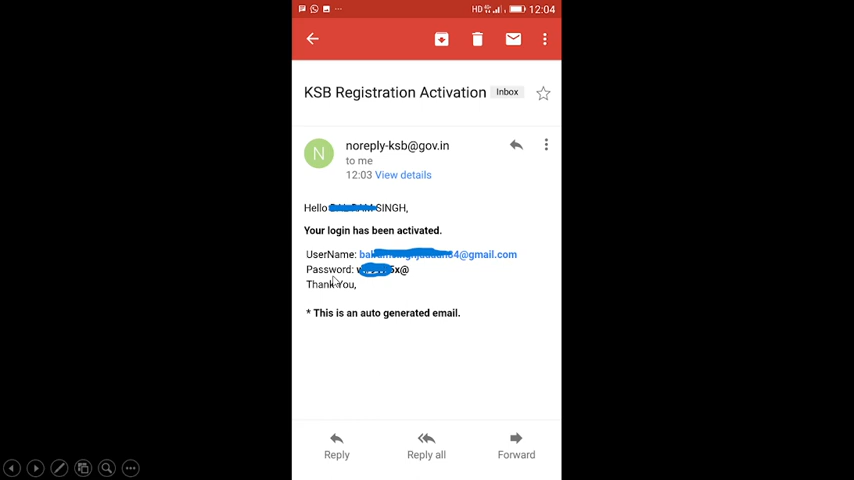 HD 12:04
KSB Registration Activation Inbox
N noreply-ksb@gov.in
to me
12:03 View details
Hello SINGH,
Your login has been activated.
UserName:
Password:
Thank You,
* This is an auto generated email.
Reply Reply all Forward